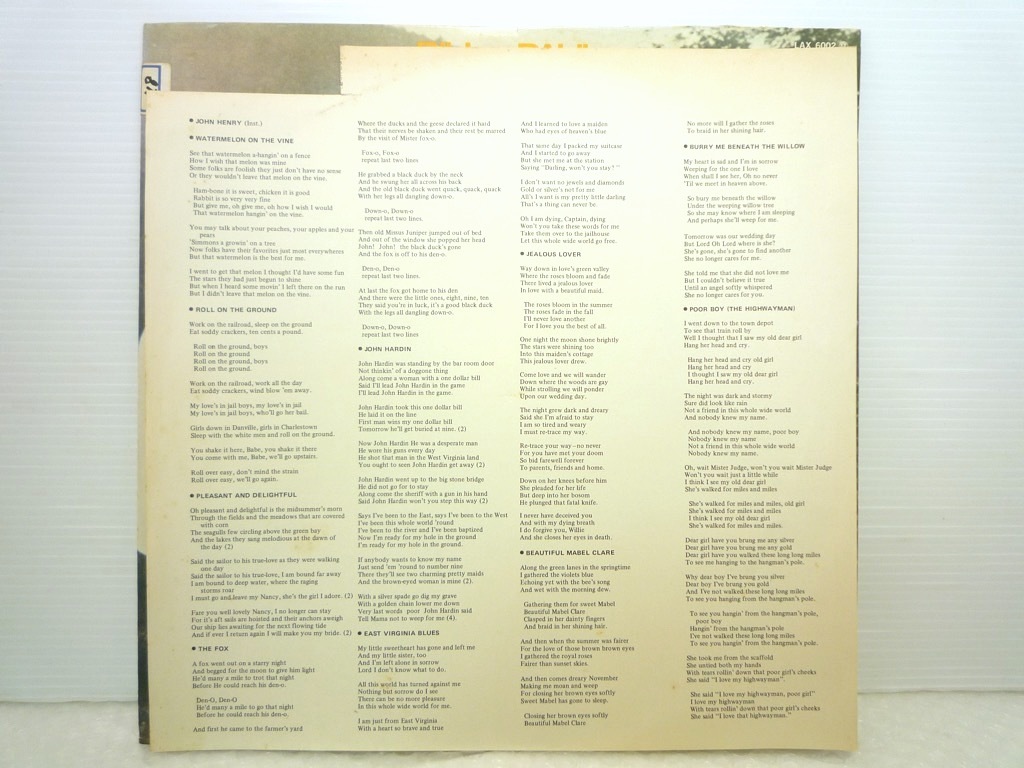 LAX 6002
● JOHN HENRY (Inst.)
● WATERMELON ON THE VINE
See that watermelon a-hangin' on a fence
How I wish that melon was mine
Some folks are foolish they just don't have no sense
Or they wouldn't leave that melon on the vine.
Ham-bone it is sweet, chicken it is good
Rabbit is so very very fine
But give me, oh give me, oh how I wish I would
That watermelon hangin' on the vine.
You may talk about your peaches, your apples and your
pears
'Simmons a growin' on a tree
Now folks have their favorites just most everywheres
But that watermelon is the best for me.
I went to get that melon I thought I'd have some fun
The stars they had just begun to shine
But when I heard some movin' I left there on the run
But I didn't leave that melon on the vine.
● ROLL ON THE GROUND
Work on the railroad, sleep on the ground
Eat soddy crackers, ten cents a pound.
Roll on the ground, boys
Roll on the ground
Roll on the ground, boys
Roll on the ground.
Work on the railroad, work all the day
Eat soddy crackers, wind blow 'em away.
My love's in jail boys, my love's in jail
My love's in jail boys, who'll go her bail.
Girls down in Danville, girls in Charlestown
Sleep with the white men and roll on the ground.
You shake it here, Babe, you shake it there
You come with me, Babe, we'll go upstairs.
Roll over easy, don't mind the strain
Roll over easy, we'll go again.
● PLEASANT AND DELIGHTFUL
Oh pleasant and delightful is the midsummer's morn
Through the fields and the meadows that are covered
with corn
The seagulls few circling above the green bay
And the lakes they sang melodious at the dawn of
the day (2)
Said the sailor to his true-love as they were walking
one day
Said the sailor to his true-love, I am bound far away
I am bound to deep water, where the raging
storms roar
I must go and leave my Nancy, she's the girl I adore. (2)
Fare you well lovely Nancy, I no longer can stay
For it's aft sails are hoisted and their anchors aweigh
Our ship lies awaiting for the next flowing tide
And if ever I return again I will make you my bride. (2)
● THE FOX
A fox went out on a starry night
And begged for the moon to give him light
He'd many a mile to trot that night
Before He could reach his den-o.
Den-O, Den-O
He'd many a mile to go that night
Before he could reach his den-o.
And first he came to the farmer's yard
Where the ducks and the geese declared it hard
That their nerves be shaken and their rest be marred
By the visit of Mister fox-o.
Fox-o, Fox-o
repeat last two lines
He grabbed a black duck by the neck
And he swang her all across his back
And the old black duck went quack, quack, quack
With her legs all dangling down-o.
Down-o, Down-o
repeat last two lines.
Then old Missus Juniper jumped out of bed
And out of the window she popped her head
John! John! the black duck's gone
And the fox is off to his den-o.
Den-o, Den-o
repeat last two lines.
At last the fox got home to his den
And there were the little ones, eight, nine, ten
They said you're in luck, it's a good black duck
With the legs all dangling down-o.
Down-o, Down-o
repeat last two lines
● JOHN HARDIN
John Hardin was standing by the bar room door
Not thinkin' of a doggone thing
Along come a woman with a one dollar bill
Said I'll lead John Hardin in the game
I'll lead John Hardin in the game.
John Hardin took this one dollar bill
He laid it on the line
First man wins my one dollar bill
Tomorrow he'll get buried at nine. (2)
Now John Hardin He was a desperate man
He wore his guns every day
He shot that man in the West Virginia land
You ought to seen John Hardin get away (2)
John Hardin went up to the big stone bridge
He did not go for to stay
Along come the sheriff with a gun in his hand
Said John Hardin won't you step this way (2)
Says I've been to the East, says I've been to the West
I've been this whole world 'round
I've been to the river and I've been baptized
Now I'm ready for my hole in the ground
I'm ready for my hole in the ground.
If anybody wants to know my name
Just send 'em 'round to number nine
There they'll see two charming pretty maids
And the brown-eyed woman is mine (2).
With a silver spade go dig my grave
With a golden chain lower me down
Very last words poor John Hardin said
Tell Mama not to weep for me (4).
● EAST VIRGINIA BLUES
My little sweetheart has gone and left me
And my little sister, too
And I'm left alone in sorrow
Lord I don't know what to do.
All this world has turned against me
Nothing but sorrow do I see
There can be no more pleasure
In this whole wide world for me.
I am just from East Virginia
With a heart so brave and true
And I learned to love a maiden
Who had eyes of heaven's blue
That were day I packed my suitcase
And I started to go away
But she met me at the station
Saying "Darling, won't you stay?"
I don't want no jewels and diamonds
Gold or silver's not for me
All's I want is my pretty little darling
That's a thing can never be.
Oh I am dying, Captain, dying
Won't you take these words for me
Take them over to the jailhouse
Let this whole wide world go free.
● JEALOUS LOVER
Way down in love's green valley
Where the roses bloom and fade
There loved a jealous lover
In love with a beautiful maid.
The roses bloom in the summer
The roses fade in the fall
I'll never love another
For I love you the best of all.
One night the moon shone brightly
The stars were shining too
Into this maiden's cottage
This jealous lover drew.
Come love and we will wander
Down where the woods are gay
While strolling we will ponder
Upon our wedding day.
The night grew dark and dreary
Said she I'm afraid to stay
I am so tired and weary
I must re-trace my way.
Re-trace your way - no never
For you have met your doom
So bid farewell forever
To parents, friends and home.
Down on her knees before him
She pleaded for her life
But deep into her bosom
He plunged that fatal knife.
I never have deceived you
And with my dying breath
I do forgive you, Willie
And she closes her eyes in death.
● BEAUTIFUL MABEL CLARE
Along the green lanes in the springtime
I gathered the violets blue
Echoing yet with the bee's song
And wet with the morning dew.
Gathering them for sweet Mabel
Beautiful Mabel Clare
Clasped in her dainty fingers
And braid in her shining hair.
And then when the summer was fairer
For the love of those brown brown eyes
I gathered the royal roses
Fairer than sunset skies.
And then comes dreary November
Making me moan and weep
For closing her brown eyes softly
Sweet Mabel has gone to sleep.
Closing her brown eyes softly
Beautiful Mabel Clare
No more will I gather the roses
To braid in her shining hair.
● BURRY ME BENEATH THE WILLOW
My heart is sad and I'm in sorrow
Weeping for the one I love
When shall I see her, Oh no never
'Til we meet in heaven above.
So bury me beneath the willow
Under the weeping willow tree
So she may know where I am sleeping
And perhaps she'll weep for me.
Tomorrow was our wedding day
But Lord Oh Lord where is she?
She's gone, she's gone to find another
She no longer cares for me.
She told me that she did not love me
But I couldn't believe it true
Until an angel softly whispered
She no longer cares for you.
● POOR BOY (THE HIGHWAYMAN)
I went down to the town depot
To see that train roll by
Well I thought that I saw my old dear girl
Hang her head and cry.
Hang her head and cry old girl
Hang her head and cry
I thought I saw my old dear girl
Hang her head and cry.
The night was dark and stormy
Sure did look like rain
Not a friend in this whole wide world
And nobody knew my name.
And nobody knew my name, poor boy
Nobody knew my name
Not a friend in this whole wide world
Nobody knew my name.
Oh, wait Mister Judge, won't you wait Mister Judge
Won't you wait just a little while
I think I see my old dear girl
She's walked for miles and miles
She's walked for miles and miles, old girl
She's walked for miles and miles
I think I see my old dear girl
She's walked for miles and miles.
Dear girl have you brung me any silver
Dear girl have you brung me any gold
Dear girl have you walked these long long miles
To see me hanging to the hangman's pole.
Why dear boy I've brung you silver
Dear boy I've brung you gold
And I've not walked these long long miles
To see you hanging from the hangman's pole.
To see you hangin' from the hangman's pole,
poor boy
Hangin' from the hangman's pole
I've not walked these long long miles
To see you hangin' from the hangman's pole.
She took me from the scaffold
She untied both my hands
With tears rollin' down that poor girl's cheeks
She said "I love my highwayman".
She said "I love my highwayman, poor girl"
I love my highwayman
With tears rollin' down that poor girl's cheeks
She said "I love that highwayman."